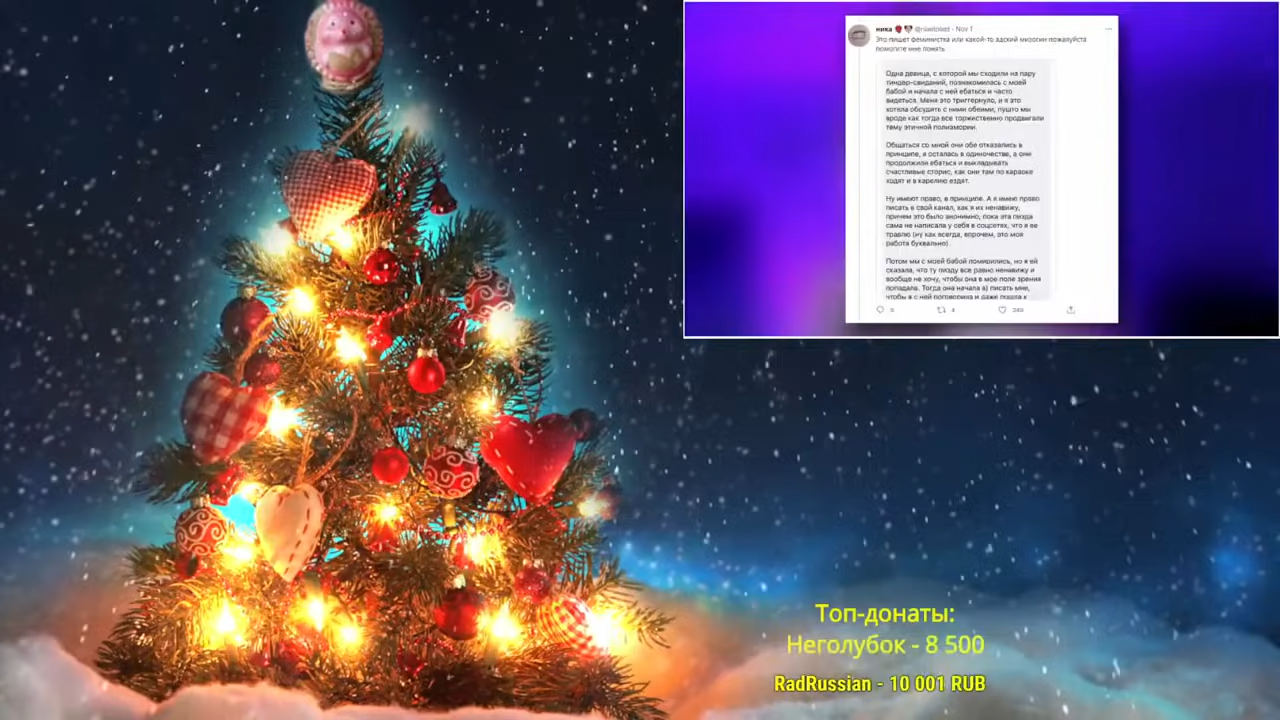 ника @niwtoket · Nov 1
Это пишет феминистка или какой-то адский мизогин пожалуйста
помогите мне понять
Одна девица, с которой мы сходили на пару
тиндер-свиданий, познакомилась с моей
бабой и начала с ней ебаться и часто
видеться. Меня это триггернуло, и я это
хотела обсудить с ними обеими, пушто мы
вроде как тогда все торжественно продвигали
тему этичной полиамории.
Общаться со мной они обе отказались в
принципе, я осталась в одиночестве, а они
продолжили ебаться и выкладывать
счастливые сторис, как они там по караоке
ходят и в карелию ездят.
Ну имеют право, в принципе. А я имею право
писать в свой канал, как я их ненавижу,
причем это было анонимно, пока эта пизда
сама не написала у себя в соцсетях, что я ее
травлю (ну как всегда, впрочем, это моя
работа буквально)
Потом мы с моей бабой помирились, но я ей
сказала, что ту пизду все равно ненавижу и
вообще не хочу, чтобы она в мое поле зрения
попадала. Тогда она начала а) писать мне,
чтобы я с ней поговорила и даже пошла к
4
Топ-донаты:
Неголубок - 8 500
RadRussian - 10 001 RUB